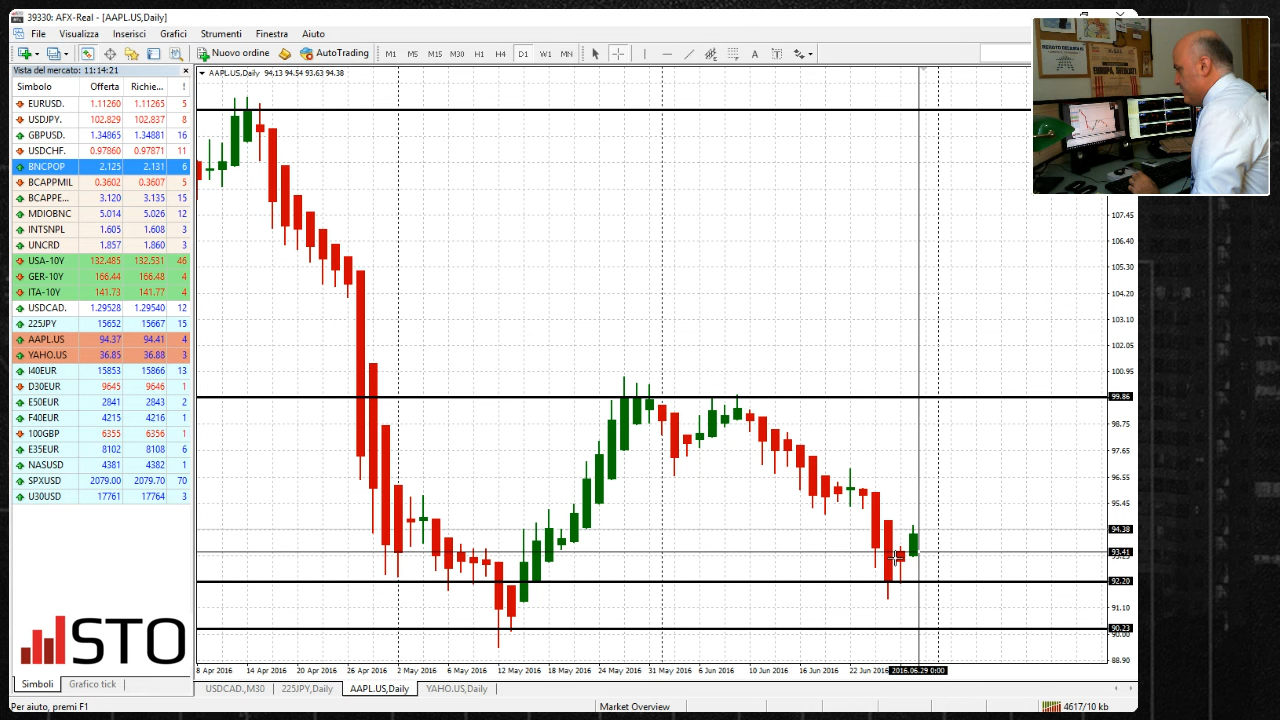 39330: AFX-Real - [AAPL.US,Daily]
File Visualizza Inserisci Grafici Strumenti Finestra Aiuto
Nuovo ordine AutoTrading M1 M5 M15 M30 H1 H4 D1 W1 MN A T
Vista del mercato: 11:14:21
Simbolo Offerta Richie... !
EURUSD. 1.11260 1.11265 5
USDJPY. 102.829 102.837 8
GBPUSD. 1.34865 1.34881 16
USDCHF. 0.97860 0.97871 11
BNCPOP 2.125 2.131 6
BCAPPMIL 0.3602 0.3607 5
BCAPPE... 3.120 3.135 15
MDIOBNC 5.014 5.026 12
INTSNPL 1.605 1.608 3
UNCRD 1.857 1.860 3
USA-10Y 132.485 132.531 46
GER-10Y 166.44 166.48 4
ITA-10Y 141.73 141.77 4
USDCAD. 1.29528 1.29540 12
225JPY 15652 15667 15
AAPL.US 94.37 94.41 4
YAHO.US 36.85 36.88 3
I40EUR 15853 15866 13
D30EUR 9645 9646 1
E50EUR 2841 2843 2
F40EUR 4215 4216 1
100GBP 6355 6356 1
E35EUR 8102 8108 6
NASUSD 4381 4382 1
SPXUSD 2079.00 2079.70 70
U30USD 17761 17764 3
STO
Simboli Grafico tick
AAPL.US,Daily 94.13 94.54 93.63 94.38
107.45
106.40
105.30
104.20
103.10
102.05
100.95
99.86
98.75
97.65
96.55
95.45
94.38
93.41
92.20
91.10
90.23
90.00
88.90
8 Apr 2016 14 Apr 2016 20 Apr 2016 26 Apr 2016 2 May 2016 6 May 2016 12 May 2016 18 May 2016 24 May 2016 31 May 2016 6 Jun 2016 10 Jun 2016 16 Jun 2016 22 Jun 2016 2016.06.29 0:00
USDCAD.,M30 225JPY,Daily AAPL.US,Daily YAHO.US,Daily
Per aiuto, premi F1 Market Overview 4617/10 kb